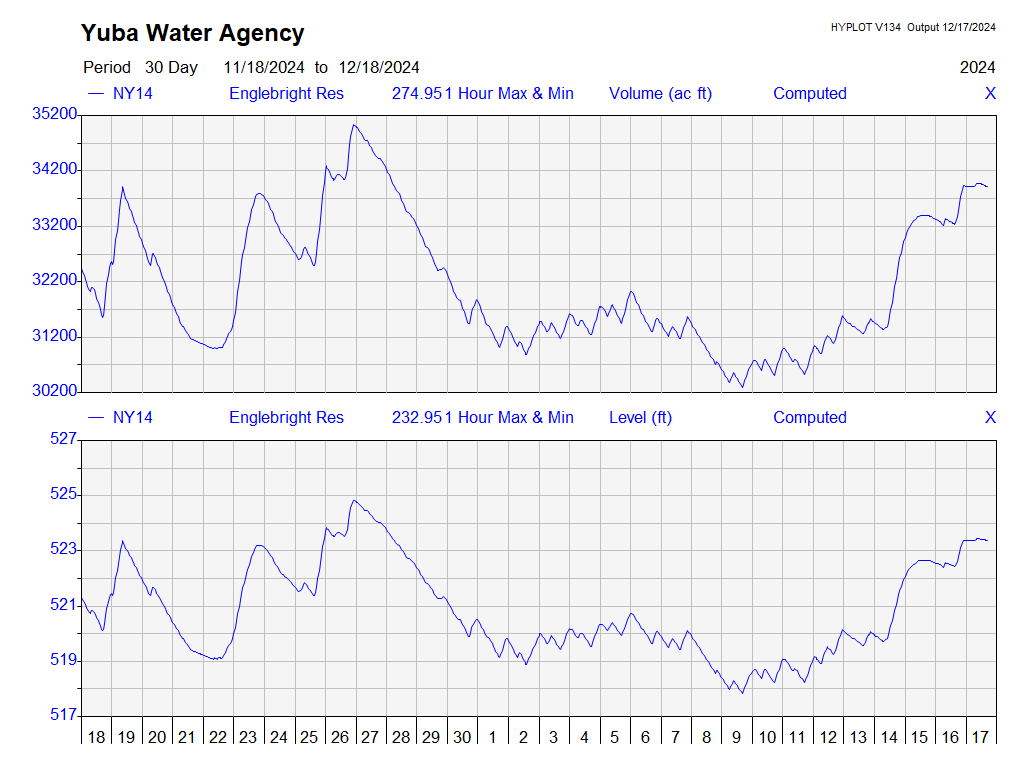 Yuba Water Agency
HYPLOT V134 Output 12/17/2024
Period 30 Day 11/18/2024 to 12/18/2024
2024
NY14 Englebright Res 274.951 Hour Max & Min Volume (ac ft) Computed X
35200
34200
33200
32200
31200
30200
NY14 Englebright Res 232.951 Hour Max & Min Level (ft) Computed X
527
525
523
521
519
517
18 19 20 21 22 23 24 25 26 27 28 29 30 1 2 3 4 5 6 7 8 9 10 11 12 13 14 15 16 17